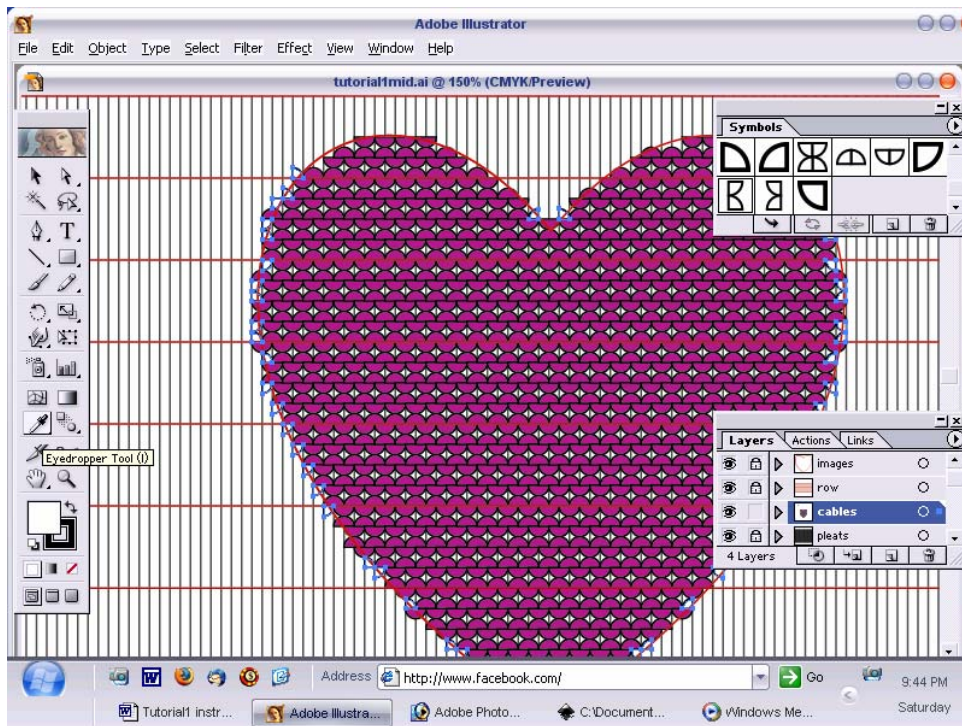 Adobe Illustrator
File Edit Object Type Select Filter Effect View Window Help
tutorial1mid.ai @ 150% (CMYK/Preview)
Symbols
T
Eyedropper Tool (I)
Layers Actions Links
images
row
cables
pleats
4 Layers
Address http://www.facebook.com/ Go
9:44 PM
Saturday
Tutorial1 instr... Adobe Illustra... Adobe Photo... C:\Document... Windows Me...